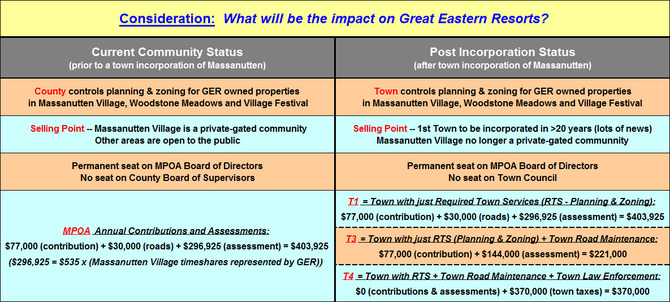 Consideration: What will be the impact on Great Eastern Resorts?
Current Community Status
(prior to a town incorporation of Massanutten)
Post Incorporation Status
(after town incorporation of Massanutten)
County controls planning & zoning for GER owned properties
in Massanutten Village, Woodstone Meadows and Village Festival
Town controls planning & zoning for GER owned properties
in Massanutten Village, Woodstone Meadows and Village Festival
Selling Point -- Massanutten Village is a private-gated community
Other areas are open to the public
Selling Point -- 1st Town to be incorporated in >20 years (lots of news)
Massanutten Village no longer a private-gated communnity
Permanent seat on MPOA Board of Directors
No seat on County Board of Supervisors
Permanent seat on MPOA Board of Directors
No seat on Town Council
MPOA Annual Contributions and Assessments:
$77,000 (contribution) + $30,000 (roads) + $296,925 (assessment) = $403,925
($296,925 = $535 x (Massanutten Village timeshares represented by GER))
T1 = Town with just Required Town Services (RTS - Planning & Zoning):
$77,000 (contribution) + $30,000 (roads) + $296,925 (assessment) = $403,925
T3 = Town with just RTS (Planning & Zoning) + Town Road Maintenance:
$77,000 (contribution) + $144,000 (assessment) = $221,000
T4 = Town with RTS + Town Road Maintenance + Town Law Enforcement:
$0 (contributions & assessments) + $370,000 (town taxes) = $370,000